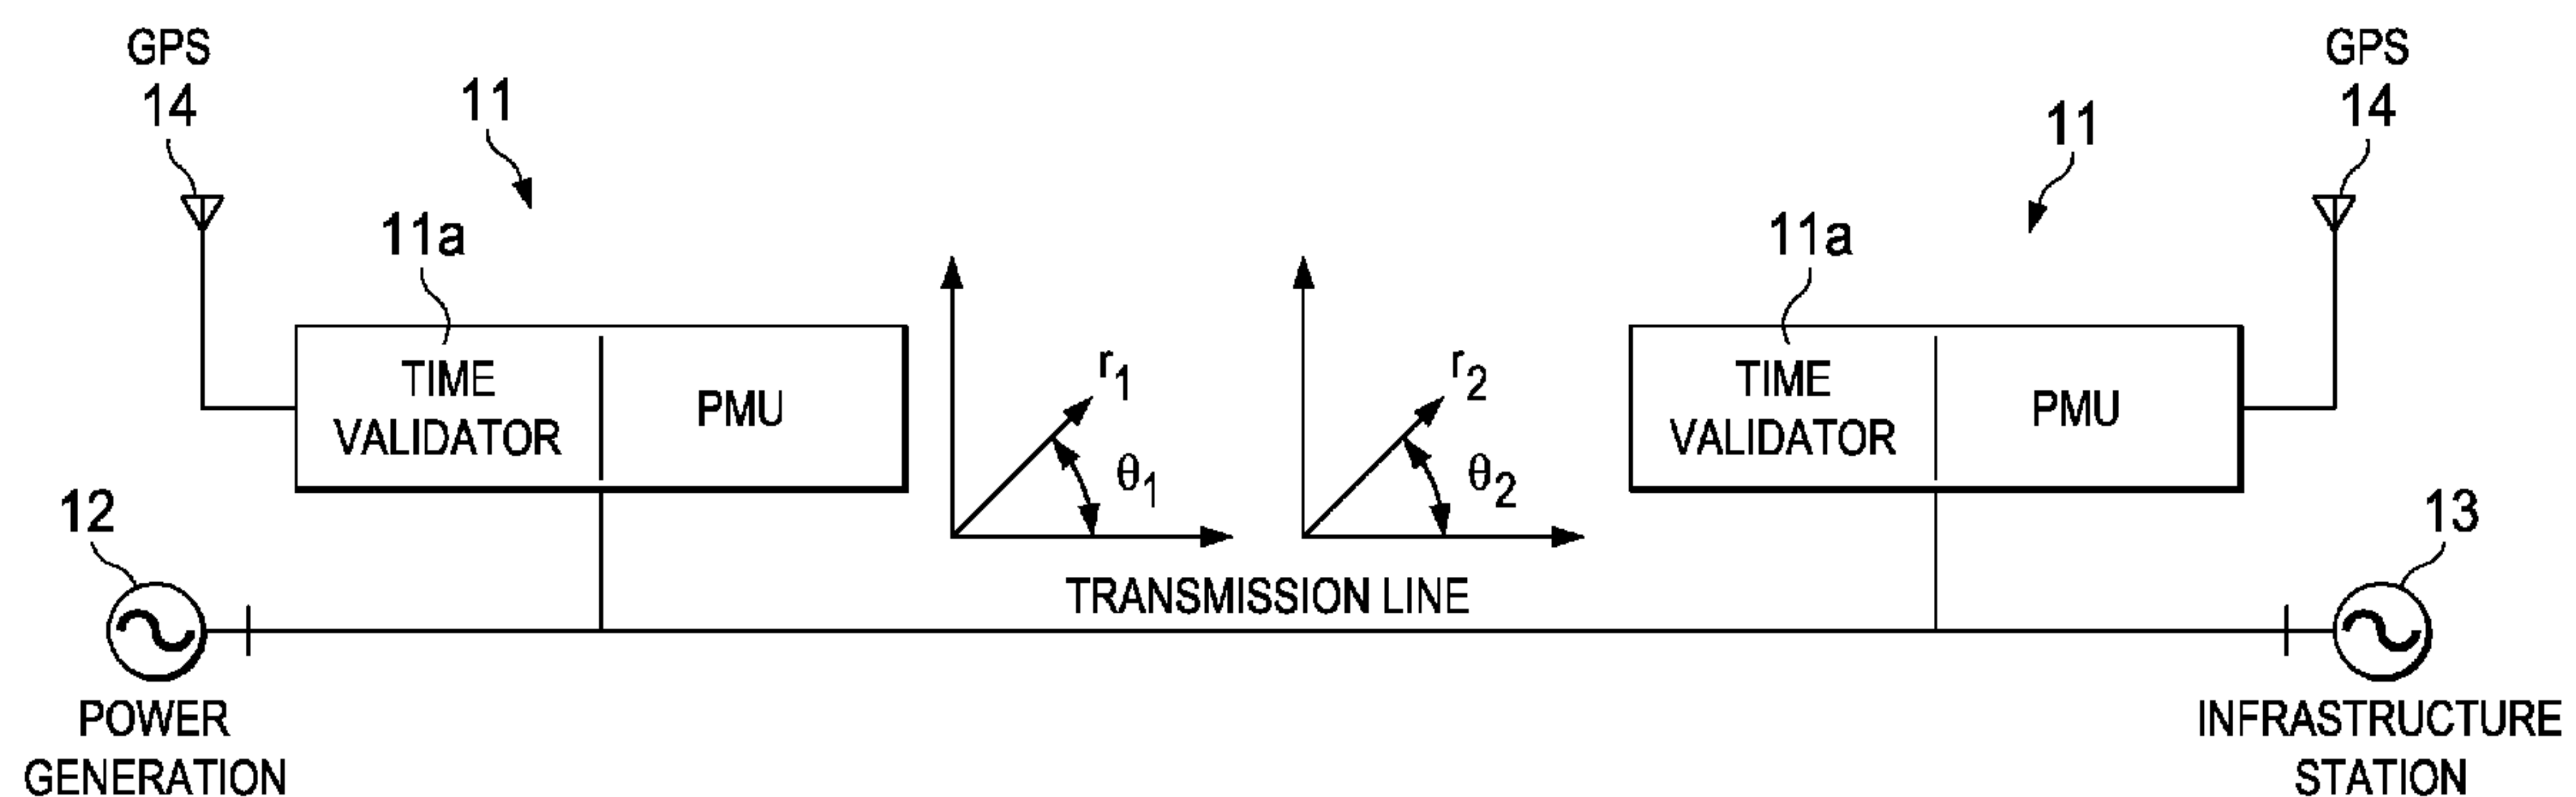 GPS
14
11
11a
TIME
VALIDATOR
PMU
r1
θ1
r2
θ2
11
11a
TIME
VALIDATOR
PMU
GPS
14
12
POWER
GENERATION
TRANSMISSION LINE
13
INFRASTRUCTURE
STATION